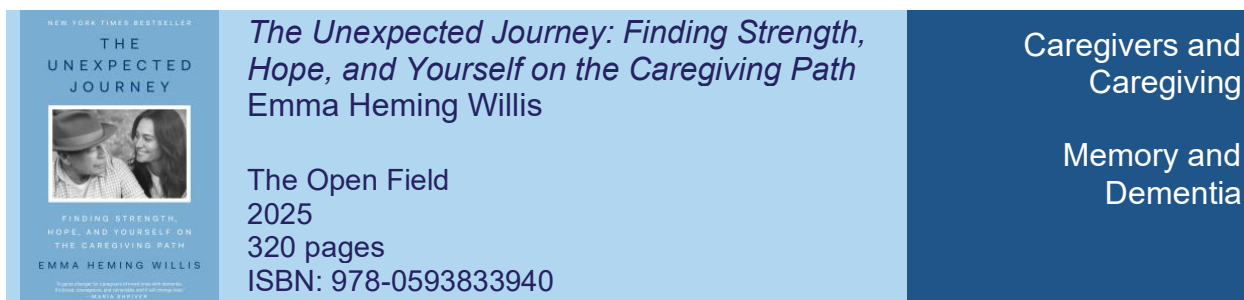 NEW YORK TIMES BESTSELLER
THE
UNEXPECTED
JOURNEY
FINDING STRENGTH,
HOPE, AND YOURSELF ON
THE CAREGIVING PATH
EMMA HEMING WILLIS
—MARIA SHRIVER
The Unexpected Journey: Finding Strength,
Hope, and Yourself on the Caregiving Path
Emma Heming Willis
The Open Field
2025
320 pages
ISBN: 978-0593833940
Caregivers and
Caregiving
Memory and
Dementia